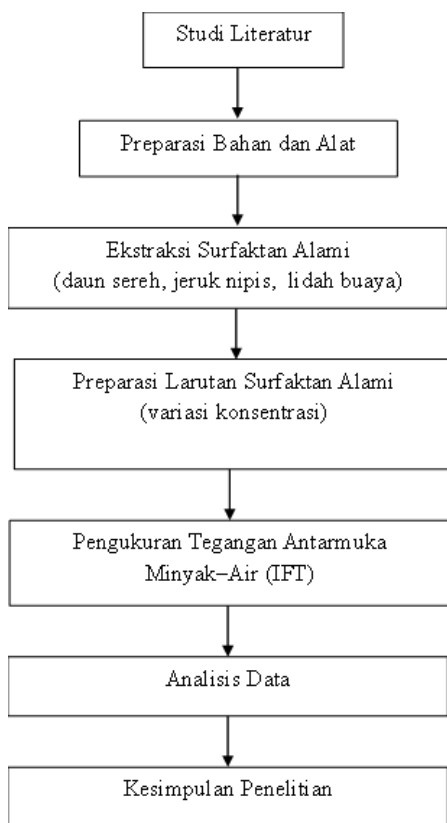 Studi Literatur
Preparasi Bahan dan Alat
Ekstraksi Surfaktan Alami
(daun sereh, jeruk nipis, lidah buaya)
Preparasi Larutan Surfaktan Alami
(variasi konsentrasi)
Pengukuran Tegangan Antarmuka
Minyak–Air (IFT)
Analisis Data
Kesimpulan Penelitian